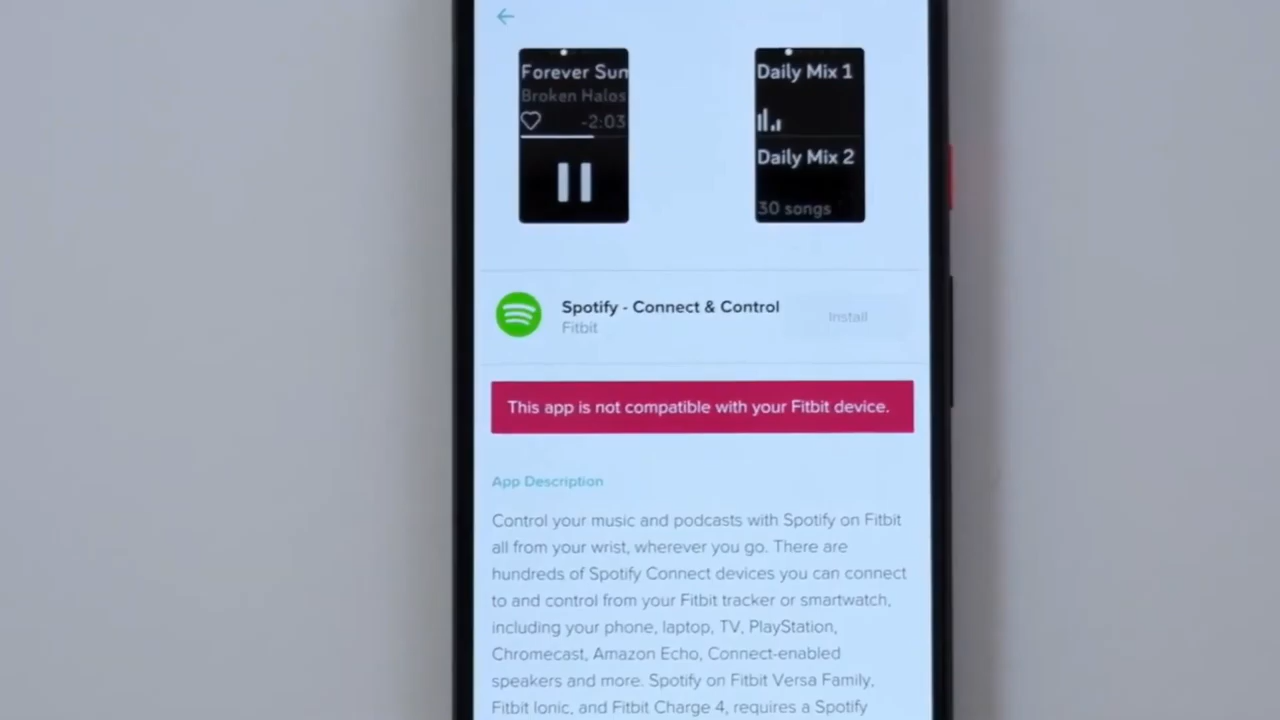 Forever Sun
Broken Halos
-2:03
Daily Mix 1
Daily Mix 2
30 songs
Spotify - Connect & Control
Install
Fitbit
This app is not compatible with your Fitbit device.
App Description
Control your music and podcasts with Spotify on Fitbit
all from your wrist, wherever you go. There are
hundreds of Spotify Connect devices you can connect
to and control from your Fitbit tracker or smartwatch,
including your phone, laptop, TV, PlayStation,
Chromecast, Amazon Echo, Connect-enabled
speakers and more. Spotify on Fitbit Versa Family,
Fitbit Ionic, and Fitbit Charge 4, requires a Spotify